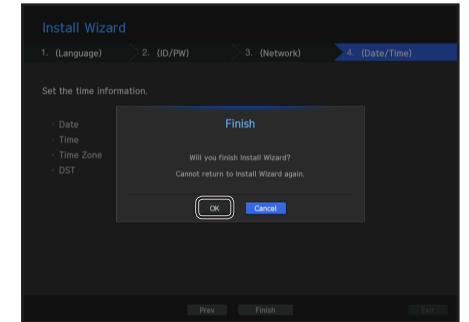 Install Wizard
1. (Language)
2. (ID/PW)
3. (Network)
4. (Date/Time)
Set the time information.
· Date
· Time
· Time Zone
· DST
Finish
Will you finish Install Wizard?
Cannot return to Install Wizard again.
OK
Cancel
Prev
Finish
Exit